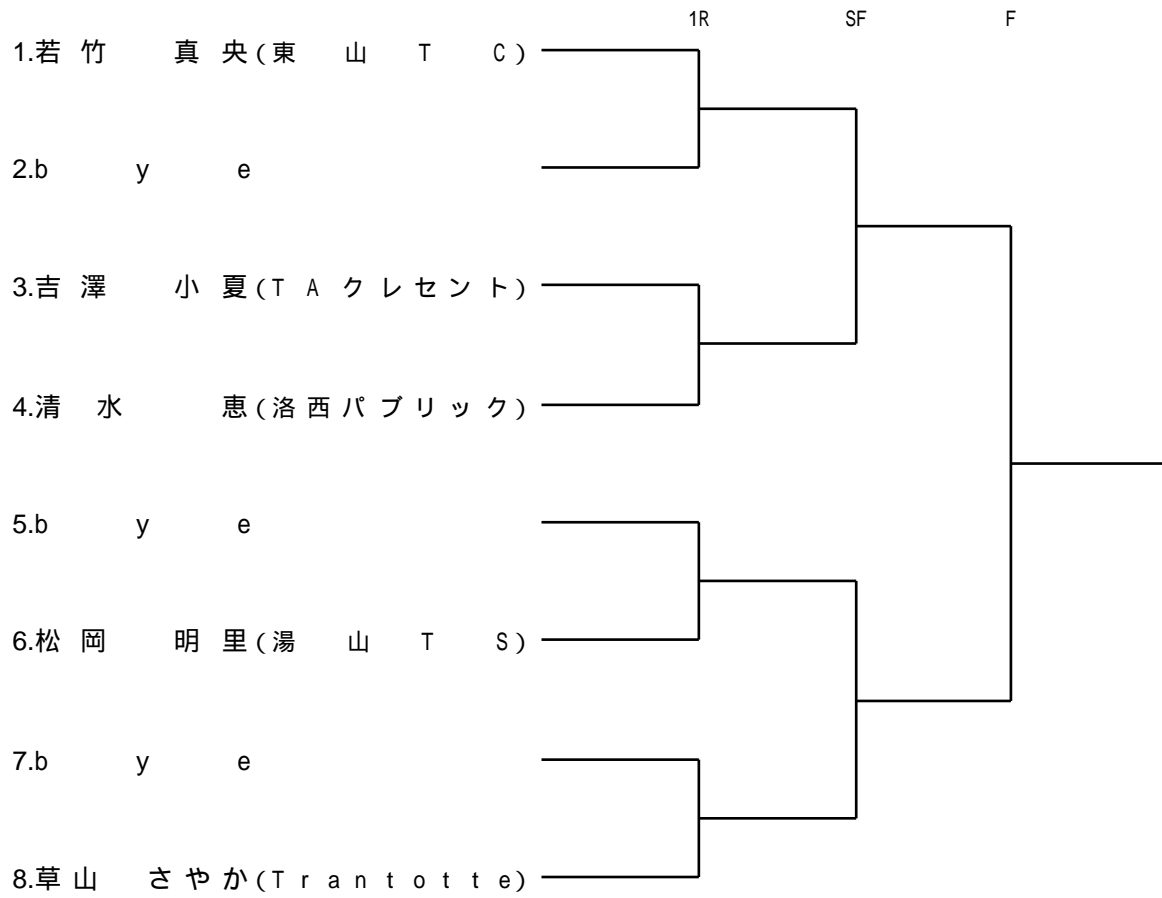 1R SF F
1.若竹 真央(東山TC)
2.bye
3.吉澤 小夏(TAクレセント)
4.清水 恵(洛西パブリック)
5.bye
6.松岡 明里(湯山TS)
7.bye
8.草山 さやか(Trantotte)